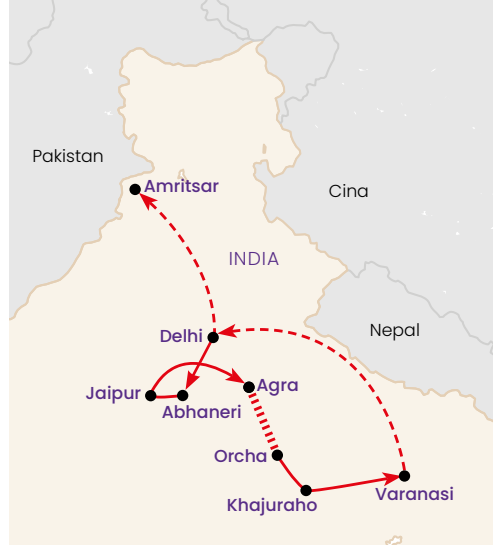 Pakistan
Amritsar
Cina
INDIA
Nepal
Delhi
Jaipur
Abhaneri
Agra
Orcha
Khajuraho
Varanasi